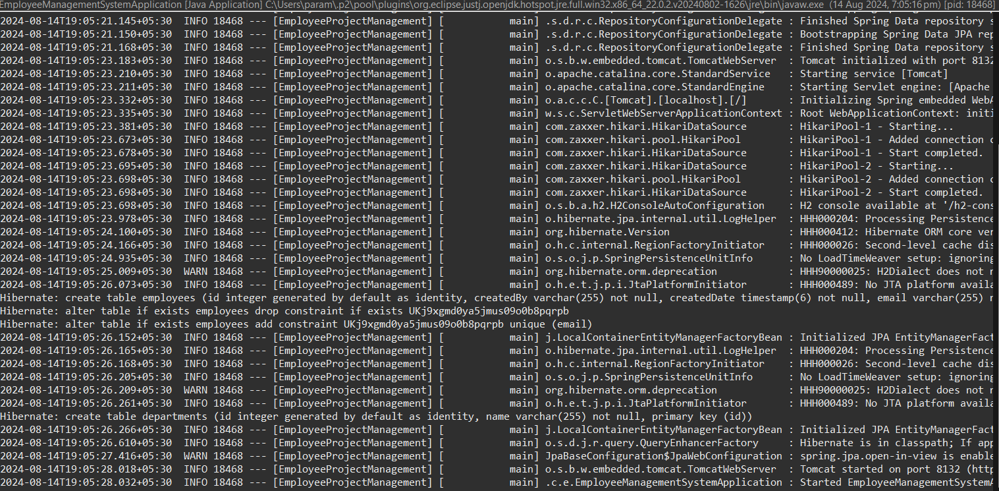 EmployeeManagementSystemApplication [Java Application] C:\Users\param\.p2\pool\plugins\org.eclipse.justj.openjdk.hotspot.jre.full.win32.x86_64_22.0.2.v20240802-1626\jre\bin\javaw.exe (14 Aug 2024, 7:05:16 pm) [pid: 18468]
2024-08-14T19:05:21.145+05:30  INFO 18468 --- [EmployeeProjectManagement] [           main] .s.d.r.c.RepositoryConfigurationDelegate : Finished Spring Data repository s
2024-08-14T19:05:21.150+05:30  INFO 18468 --- [EmployeeProjectManagement] [           main] .s.d.r.c.RepositoryConfigurationDelegate : Bootstrapping Spring Data JPA rep
2024-08-14T19:05:21.168+05:30  INFO 18468 --- [EmployeeProjectManagement] [           main] .s.d.r.c.RepositoryConfigurationDelegate : Finished Spring Data repository s
2024-08-14T19:05:23.183+05:30  INFO 18468 --- [EmployeeProjectManagement] [           main] o.s.b.w.embedded.tomcat.TomcatWebServer  : Tomcat initialized with port 8132
2024-08-14T19:05:23.210+05:30  INFO 18468 --- [EmployeeProjectManagement] [           main] o.apache.catalina.core.StandardService   : Starting service [Tomcat]
2024-08-14T19:05:23.211+05:30  INFO 18468 --- [EmployeeProjectManagement] [           main] o.apache.catalina.core.StandardEngine    : Starting Servlet engine: [Apache
2024-08-14T19:05:23.332+05:30  INFO 18468 --- [EmployeeProjectManagement] [           main] o.a.c.c.C.[Tomcat].[localhost].[/]       : Initializing Spring embedded WebA
2024-08-14T19:05:23.335+05:30  INFO 18468 --- [EmployeeProjectManagement] [           main] w.s.c.ServletWebServerApplicationContext : Root WebApplicationContext: initi
2024-08-14T19:05:23.381+05:30  INFO 18468 --- [EmployeeProjectManagement] [           main] com.zaxxer.hikari.HikariDataSource       : HikariPool-1 - Starting...
2024-08-14T19:05:23.673+05:30  INFO 18468 --- [EmployeeProjectManagement] [           main] com.zaxxer.hikari.pool.HikariPool        : HikariPool-1 - Added connection c
2024-08-14T19:05:23.678+05:30  INFO 18468 --- [EmployeeProjectManagement] [           main] com.zaxxer.hikari.HikariDataSource       : HikariPool-1 - Start completed.
2024-08-14T19:05:23.695+05:30  INFO 18468 --- [EmployeeProjectManagement] [           main] com.zaxxer.hikari.HikariDataSource       : HikariPool-2 - Starting...
2024-08-14T19:05:23.698+05:30  INFO 18468 --- [EmployeeProjectManagement] [           main] com.zaxxer.hikari.pool.HikariPool        : HikariPool-2 - Added connection c
2024-08-14T19:05:23.698+05:30  INFO 18468 --- [EmployeeProjectManagement] [           main] com.zaxxer.hikari.HikariDataSource       : HikariPool-2 - Start completed.
2024-08-14T19:05:23.698+05:30  INFO 18468 --- [EmployeeProjectManagement] [           main] o.s.b.a.h2.H2ConsoleAutoConfiguration    : H2 console available at '/h2-cons
2024-08-14T19:05:23.978+05:30  INFO 18468 --- [EmployeeProjectManagement] [           main] o.hibernate.jpa.internal.util.LogHelper  : HHH000204: Processing Persistence
2024-08-14T19:05:24.100+05:30  INFO 18468 --- [EmployeeProjectManagement] [           main] org.hibernate.Version                    : HHH000412: Hibernate ORM core ver
2024-08-14T19:05:24.166+05:30  INFO 18468 --- [EmployeeProjectManagement] [           main] o.h.c.internal.RegionFactoryInitiator    : HHH000026: Second-level cache dis
2024-08-14T19:05:24.935+05:30  INFO 18468 --- [EmployeeProjectManagement] [           main] o.s.o.j.p.SpringPersistenceUnitInfo      : No LoadTimeWeaver setup: ignoring
2024-08-14T19:05:25.009+05:30  WARN 18468 --- [EmployeeProjectManagement] [           main] org.hibernate.orm.deprecation            : HHH90000025: H2Dialect does not n
2024-08-14T19:05:26.073+05:30  INFO 18468 --- [EmployeeProjectManagement] [           main] o.h.e.t.j.p.i.JtaPlatformInitiator       : HHH000489: No JTA platform availa
Hibernate: create table employees (id integer generated by default as identity, createdBy varchar(255) not null, createdDate timestamp(6) not null, email varchar(255) n
Hibernate: alter table if exists employees drop constraint if exists UKj9xgmd0ya5jmus09o0b8pqrpb
Hibernate: alter table if exists employees add constraint UKj9xgmd0ya5jmus09o0b8pqrpb unique (email)
2024-08-14T19:05:26.152+05:30  INFO 18468 --- [EmployeeProjectManagement] [           main] j.LocalContainerEntityManagerFactoryBean : Initialized JPA EntityManagerFact
2024-08-14T19:05:26.165+05:30  INFO 18468 --- [EmployeeProjectManagement] [           main] o.hibernate.jpa.internal.util.LogHelper  : HHH000204: Processing Persistence
2024-08-14T19:05:26.168+05:30  INFO 18468 --- [EmployeeProjectManagement] [           main] o.h.c.internal.RegionFactoryInitiator    : HHH000026: Second-level cache dis
2024-08-14T19:05:26.205+05:30  INFO 18468 --- [EmployeeProjectManagement] [           main] o.s.o.j.p.SpringPersistenceUnitInfo      : No LoadTimeWeaver setup: ignoring
2024-08-14T19:05:26.209+05:30  WARN 18468 --- [EmployeeProjectManagement] [           main] org.hibernate.orm.deprecation            : HHH90000025: H2Dialect does not n
2024-08-14T19:05:26.261+05:30  INFO 18468 --- [EmployeeProjectManagement] [           main] o.h.e.t.j.p.i.JtaPlatformInitiator       : HHH000489: No JTA platform availa
Hibernate: create table departments (id integer generated by default as identity, name varchar(255) not null, primary key (id))
2024-08-14T19:05:26.266+05:30  INFO 18468 --- [EmployeeProjectManagement] [           main] j.LocalContainerEntityManagerFactoryBean : Initialized JPA EntityManagerFact
2024-08-14T19:05:26.610+05:30  INFO 18468 --- [EmployeeProjectManagement] [           main] o.s.d.j.r.query.QueryEnhancerFactory     : Hibernate is in classpath; If app
2024-08-14T19:05:27.416+05:30  WARN 18468 --- [EmployeeProjectManagement] [           main] JpaBaseConfiguration$JpaWebConfiguration : spring.jpa.open-in-view is enable
2024-08-14T19:05:28.018+05:30  INFO 18468 --- [EmployeeProjectManagement] [           main] o.s.b.w.embedded.tomcat.TomcatWebServer  : Tomcat started on port 8132 (http
2024-08-14T19:05:28.032+05:30  INFO 18468 --- [EmployeeProjectManagement] [           main] .c.e.EmployeeManagementSystemApplication : Started EmployeeManagementSystemA